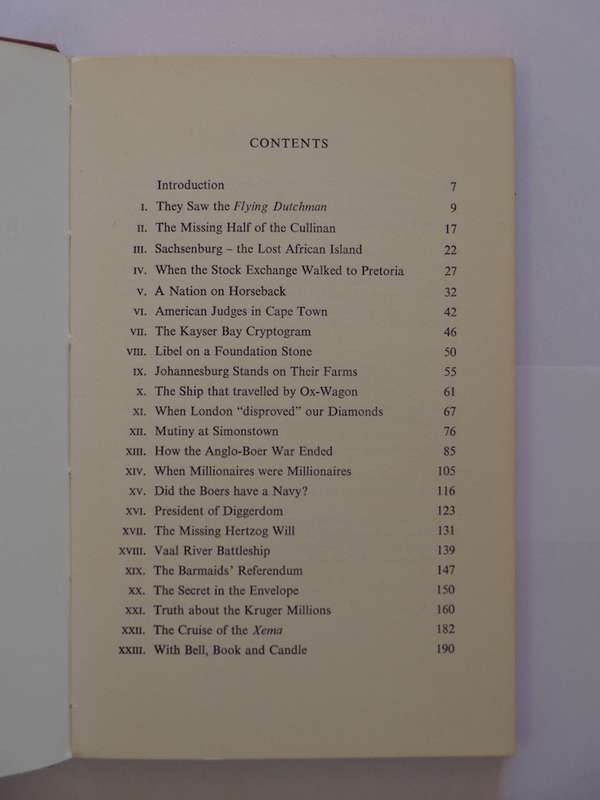 CONTENTS
Introduction 7
I. They Saw the Flying Dutchman 9
II. The Missing Half of the Cullinan 17
III. Sachsenburg – the Lost African Island 22
IV. When the Stock Exchange Walked to Pretoria 27
V. A Nation on Horseback 32
VI. American Judges in Cape Town 42
VII. The Kayser Bay Cryptogram 46
VIII. Libel on a Foundation Stone 50
IX. Johannesburg Stands on Their Farms 55
X. The Ship that travelled by Ox-Wagon 61
XI. When London "disproved" our Diamonds 67
XII. Mutiny at Simonstown 76
XIII. How the Anglo-Boer War Ended 85
XIV. When Millionaires were Millionaires 105
XV. Did the Boers have a Navy? 116
XVI. President of Diggerdom 123
XVII. The Missing Hertzog Will 131
XVIII. Vaal River Battleship 139
XIX. The Barmaids' Referendum 147
XX. The Secret in the Envelope 150
XXI. Truth about the Kruger Millions 160
XXII. The Cruise of the Xema 182
XXIII. With Bell, Book and Candle 190